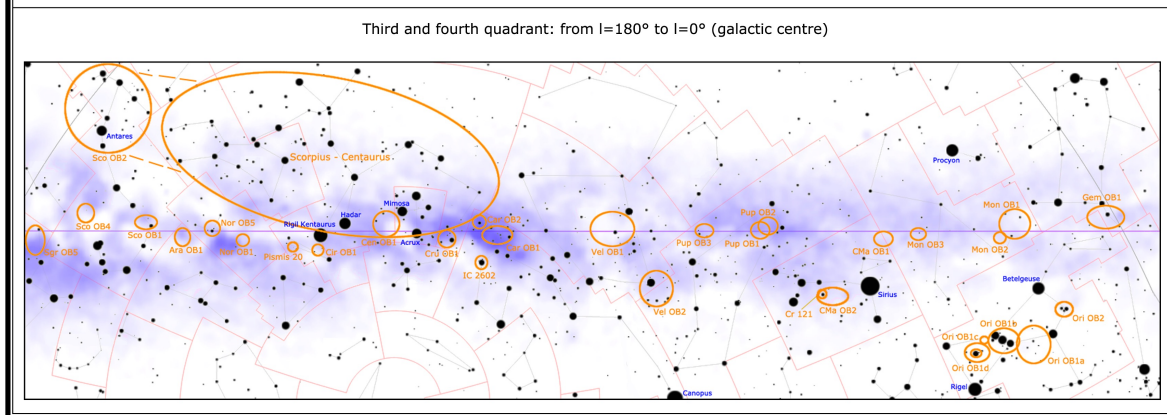 Third and fourth quadrant: from l=180° to l=0° (galactic centre)
Antares
Sco OB2
Scorpius - Centaurus
Procyon
Mimosa
Hadar
Rigil Kentaurus
Acrux
Sco OB4
Sco OB1
Nor OB5
Ara OB1
Nor OB1
Pismis 20
Cir OB1
Cen OB1
Cru OB1
Car OB2
Car OB1
IC 2602
Sgr OB5
Vel OB1
Vel OB2
Pup OB3
Pup OB2
Pup OB1
CMa OB1
Mon OB3
Mon OB1
Mon OB2
Gem OB1
Sirius
Cr 121
CMa OB2
Betelgeuse
Ori OB2
Ori OB1b
Ori OB1c
Ori OB1a
Ori OB1d
Rigel
Canopus